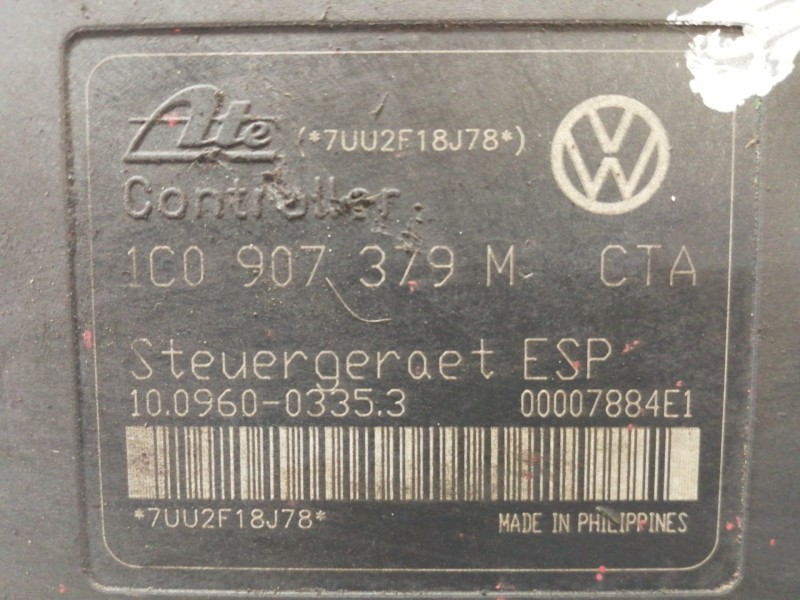 Ate (*7UU2F18J78*)
Controller
1C0 907 379 M CTA
Steuergeraet ESP
10.0960-0335.3 00007884E1
*7UU2F18J78* MADE IN PHILIPPINES